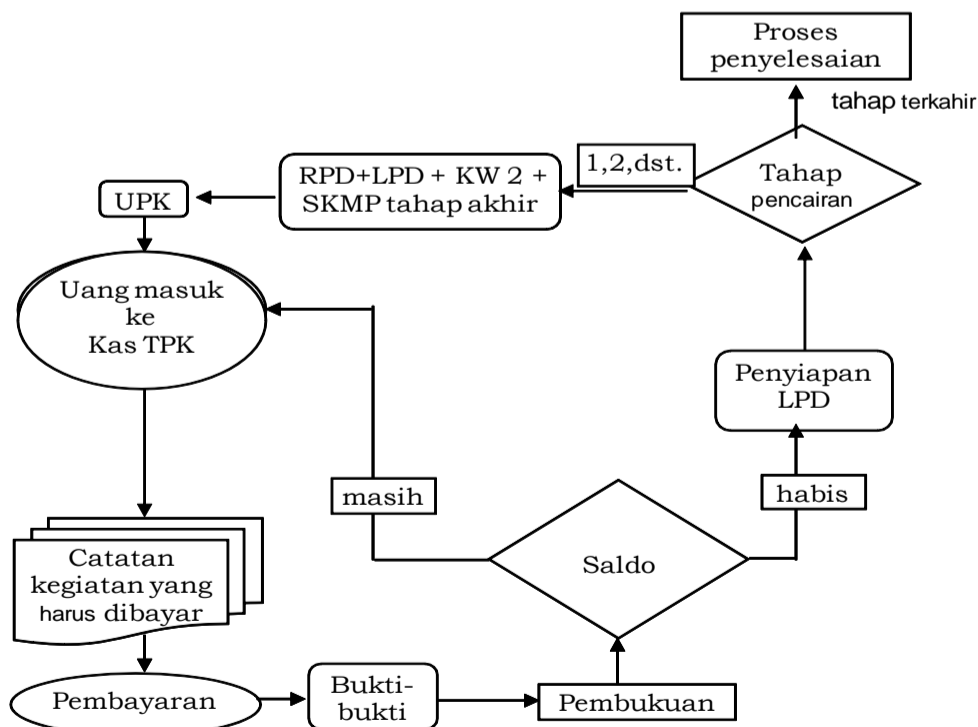 Proses
penyelesaian
tahap terkahir
1,2,dst.
Tahap
pencairan
RPD+LPD + KW 2 +
SKMP tahap akhir
UPK
Uang masuk
ke
Kas TPK
Penyiapan
LPD
masih
habis
Saldo
Catatan
kegiatan yang
harus dibayar
Pembayaran
Bukti-
bukti
Pembukuan